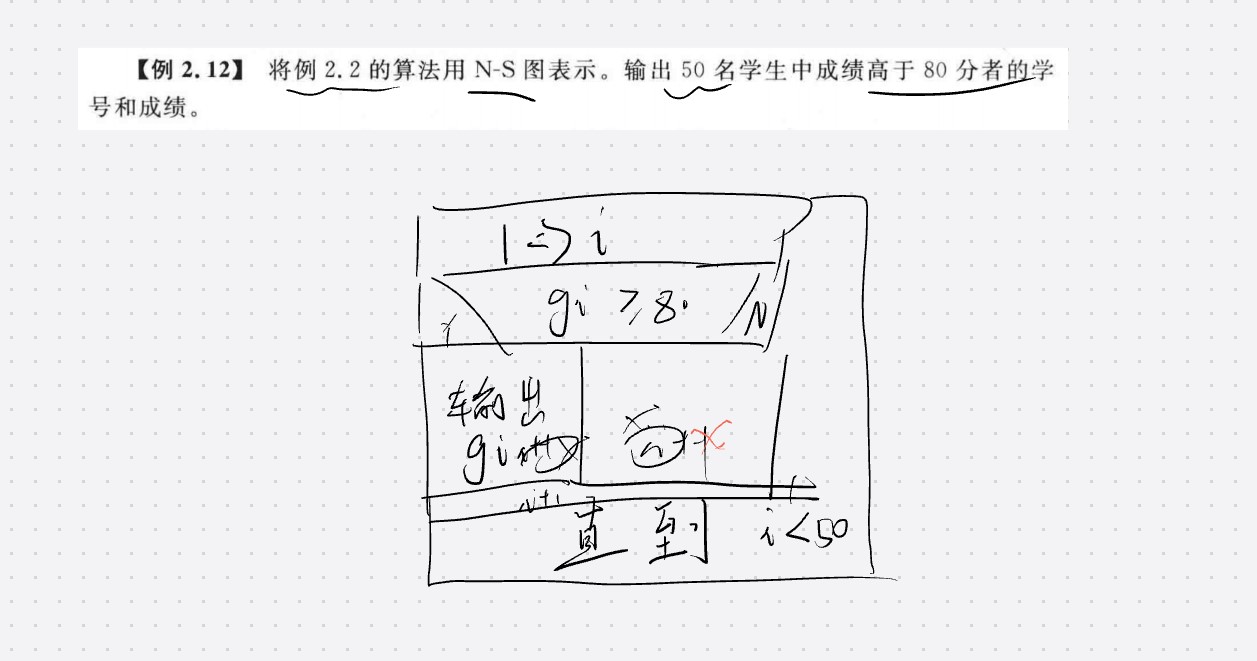 【例 2.12】 将例 2.2 的算法用 N-S 图表示。输出 50 名学生中成绩高于 80 分者的学
号和成绩。
1 => i
gi ≥ 80
Y N
输出
gi
i+1
直到 i<50